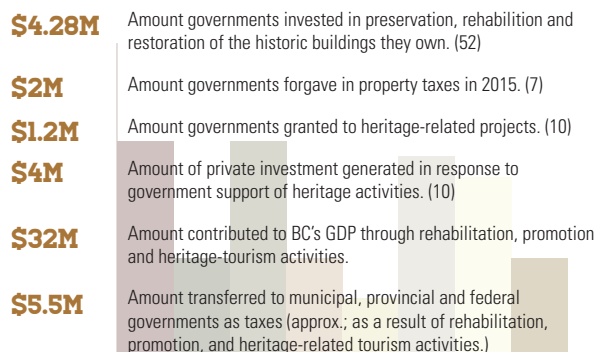 $4.28M Amount governments invested in preservation, rehabilition and
restoration of the historic buildings they own. (52)
$2M Amount governments forgave in property taxes in 2015. (7)
$1.2M Amount governments granted to heritage-related projects. (10)
$4M Amount of private investment generated in response to
government support of heritage activities. (10)
$32M Amount contributed to BC’s GDP through rehabilitation, promotion
and heritage-tourism activities.
$5.5M Amount transferred to municipal, provincial and federal
governments as taxes (approx.; as a result of rehabilitation,
promotion, and heritage-related tourism activities.)